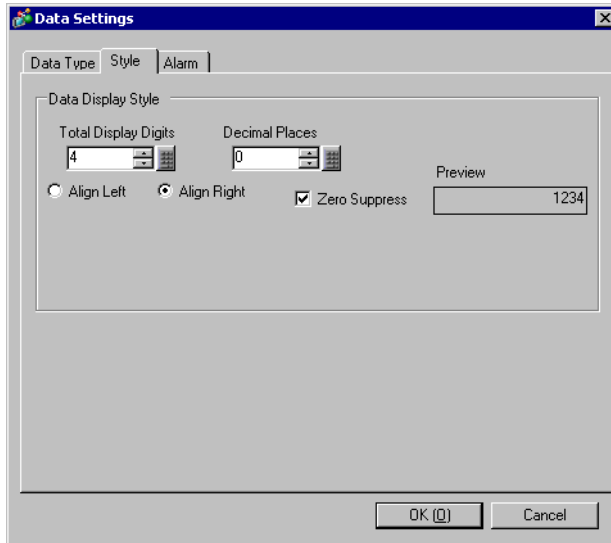 Data Settings
Data Type Style Alarm
Data Display Style
Total Display Digits Decimal Places
4 0
Preview
Align Left Align Right Zero Suppress 1234
OK (O) Cancel